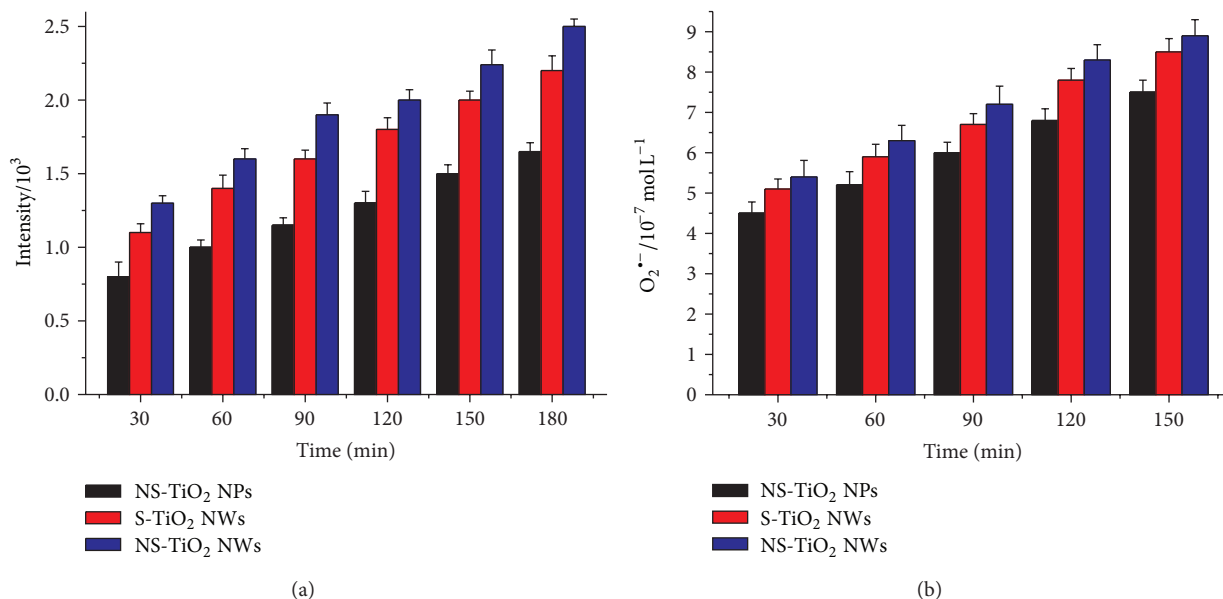 Intensity/10³
2.5
2.0
1.5
1.0
0.5
0.0
30 60 90 120 150 180
Time (min)
NS-TiO₂ NPs
S-TiO₂ NWs
NS-TiO₂ NWs
(a)
O₂•⁻/10⁻⁷ mol L⁻¹
9
8
7
6
5
4
3
2
1
0
30 60 90 120 150
Time (min)
NS-TiO₂ NPs
S-TiO₂ NWs
NS-TiO₂ NWs
(b)